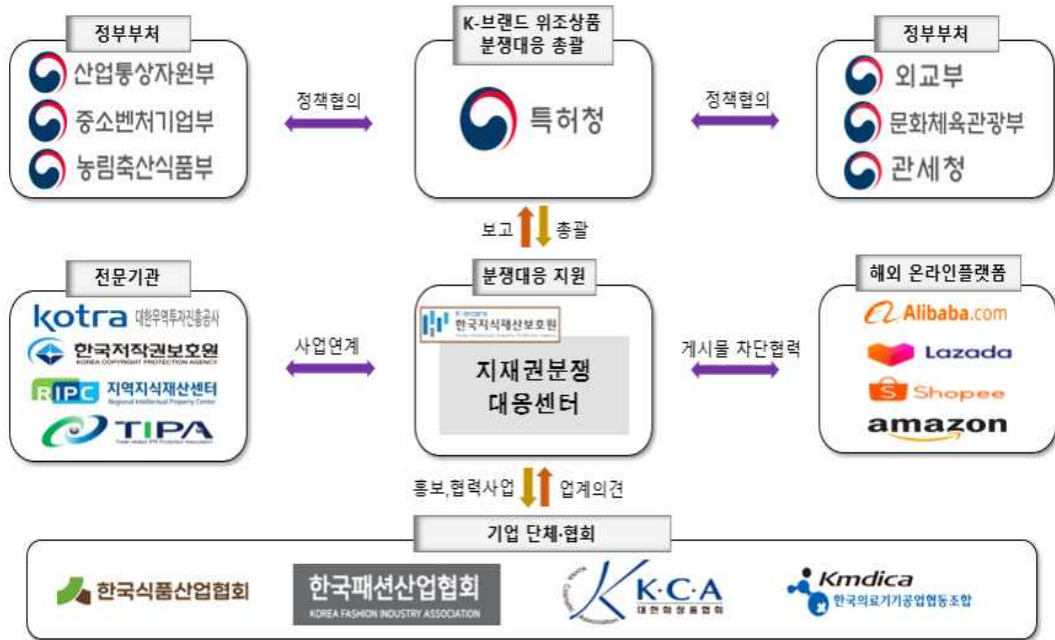 정부부처
산업통상자원부
중소벤처기업부
농림축산식품부
정책협의
K-브랜드 위조상품
분쟁대응 총괄
특허청
정책협의
정부부처
외교부
문화체육관광부
관세청
보고
총괄
전문기관
kotra 대한무역투자진흥공사
한국저작권보호원
KOREA COPYRIGHT PROTECTION AGENCY
RIPC 지역지식재산센터
Regional Intellectual Property Center
TIPA
사업연계
분쟁대응 지원
한국지식재산보호원
지재권분쟁
대응센터
게시물 차단협력
해외 온라인플랫폼
Alibaba.com
Lazada
Shopee
amazon
홍보,협력사업
업계의견
기업 단체·협회
한국식품산업협회
한국패션산업협회
KOREA FASHION INDUSTRY ASSOCIATION
K·C·A
대한화장품협회
Kmdica
한국의료기기공업협동조합